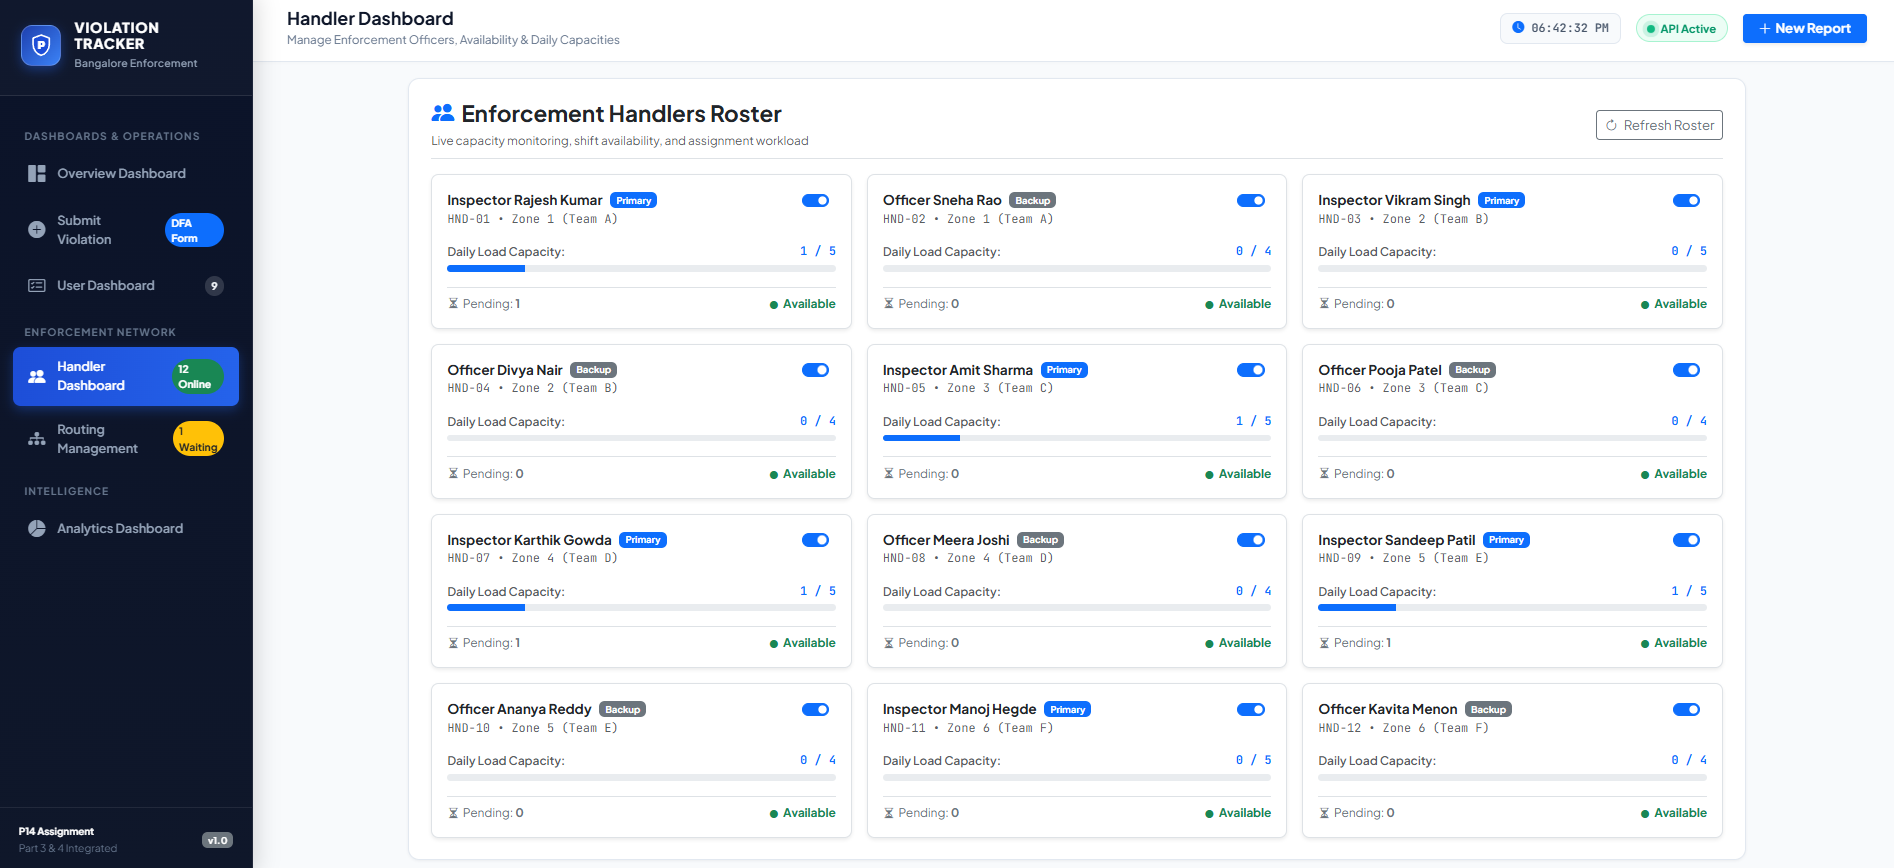 VIOLATION
TRACKER
Bangalore Enforcement
DASHBOARDS & OPERATIONS
Overview Dashboard
Submit
Violation
DFA
Form
User Dashboard
9
ENFORCEMENT NETWORK
Handler
Dashboard
12
Online
Routing
Management
1
Waiting
INTELLIGENCE
Analytics Dashboard
P14 Assignment
Part 3 & 4 Integrated
v1.0
Handler Dashboard
Manage Enforcement Officers, Availability & Daily Capacities
06:42:32 PM
API Active
+ New Report
Enforcement Handlers Roster
Live capacity monitoring, shift availability, and assignment workload
Refresh Roster
Inspector Rajesh Kumar Primary
HND-01 • Zone 1 (Team A)
Daily Load Capacity: 1 / 5
Pending: 1 Available
Officer Sneha Rao Backup
HND-02 • Zone 1 (Team A)
Daily Load Capacity: 0 / 4
Pending: 0 Available
Inspector Vikram Singh Primary
HND-03 • Zone 2 (Team B)
Daily Load Capacity: 0 / 5
Pending: 0 Available
Officer Divya Nair Backup
HND-04 • Zone 2 (Team B)
Daily Load Capacity: 0 / 4
Pending: 0 Available
Inspector Amit Sharma Primary
HND-05 • Zone 3 (Team C)
Daily Load Capacity: 1 / 5
Pending: 0 Available
Officer Pooja Patel Backup
HND-06 • Zone 3 (Team C)
Daily Load Capacity: 0 / 4
Pending: 0 Available
Inspector Karthik Gowda Primary
HND-07 • Zone 4 (Team D)
Daily Load Capacity: 1 / 5
Pending: 1 Available
Officer Meera Joshi Backup
HND-08 • Zone 4 (Team D)
Daily Load Capacity: 0 / 4
Pending: 0 Available
Inspector Sandeep Patil Primary
HND-09 • Zone 5 (Team E)
Daily Load Capacity: 1 / 5
Pending: 1 Available
Officer Ananya Reddy Backup
HND-10 • Zone 5 (Team E)
Daily Load Capacity: 0 / 4
Pending: 0 Available
Inspector Manoj Hegde Primary
HND-11 • Zone 6 (Team F)
Daily Load Capacity: 0 / 5
Pending: 0 Available
Officer Kavita Menon Backup
HND-12 • Zone 6 (Team F)
Daily Load Capacity: 0 / 4
Pending: 0 Available